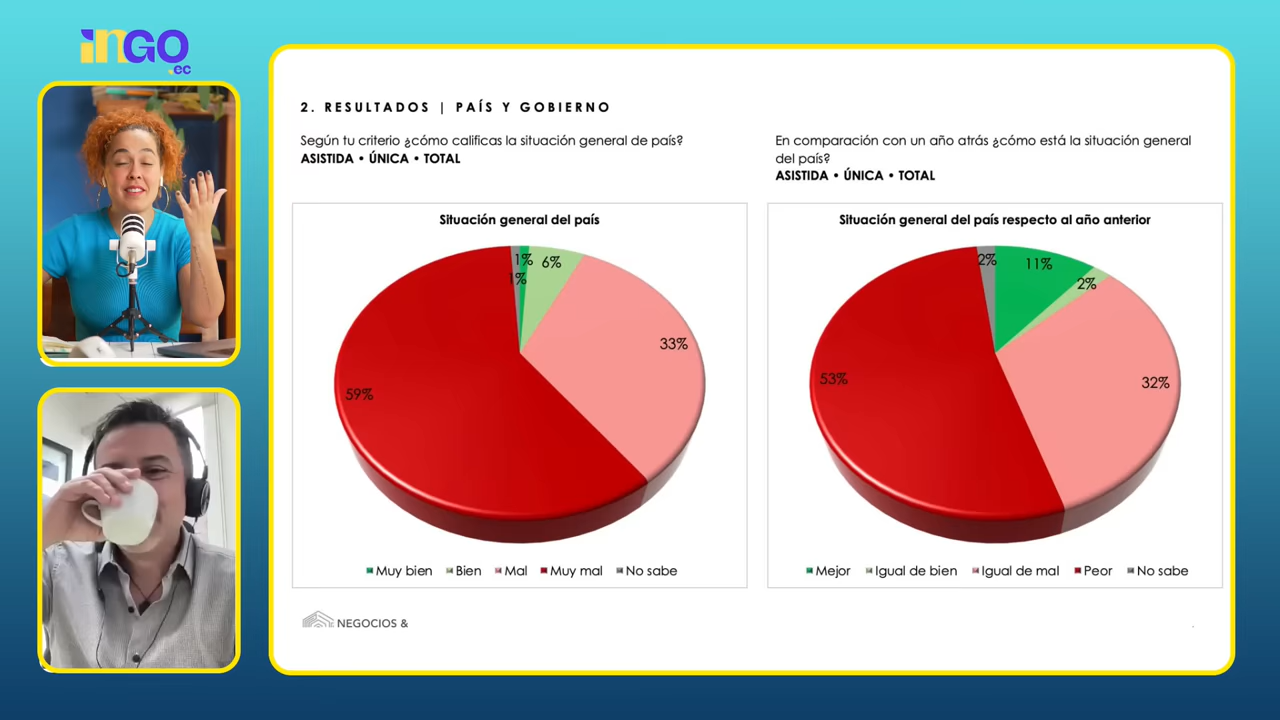 inGO
.ec
2. RESULTADOS | PAÍS Y GOBIERNO
Según tu criterio ¿cómo calificas la situación general de país?
ASISTIDA • ÚNICA • TOTAL
En comparación con un año atrás ¿cómo está la situación general
del país?
ASISTIDA • ÚNICA • TOTAL
Situación general del país
1%
6%
1%
33%
59%
Muy bien Bien Mal Muy mal No sabe
Situación general del país respecto al año anterior
2%
11%
2%
53%
32%
Mejor Igual de bien Igual de mal Peor No sabe
NEGOCIOS &